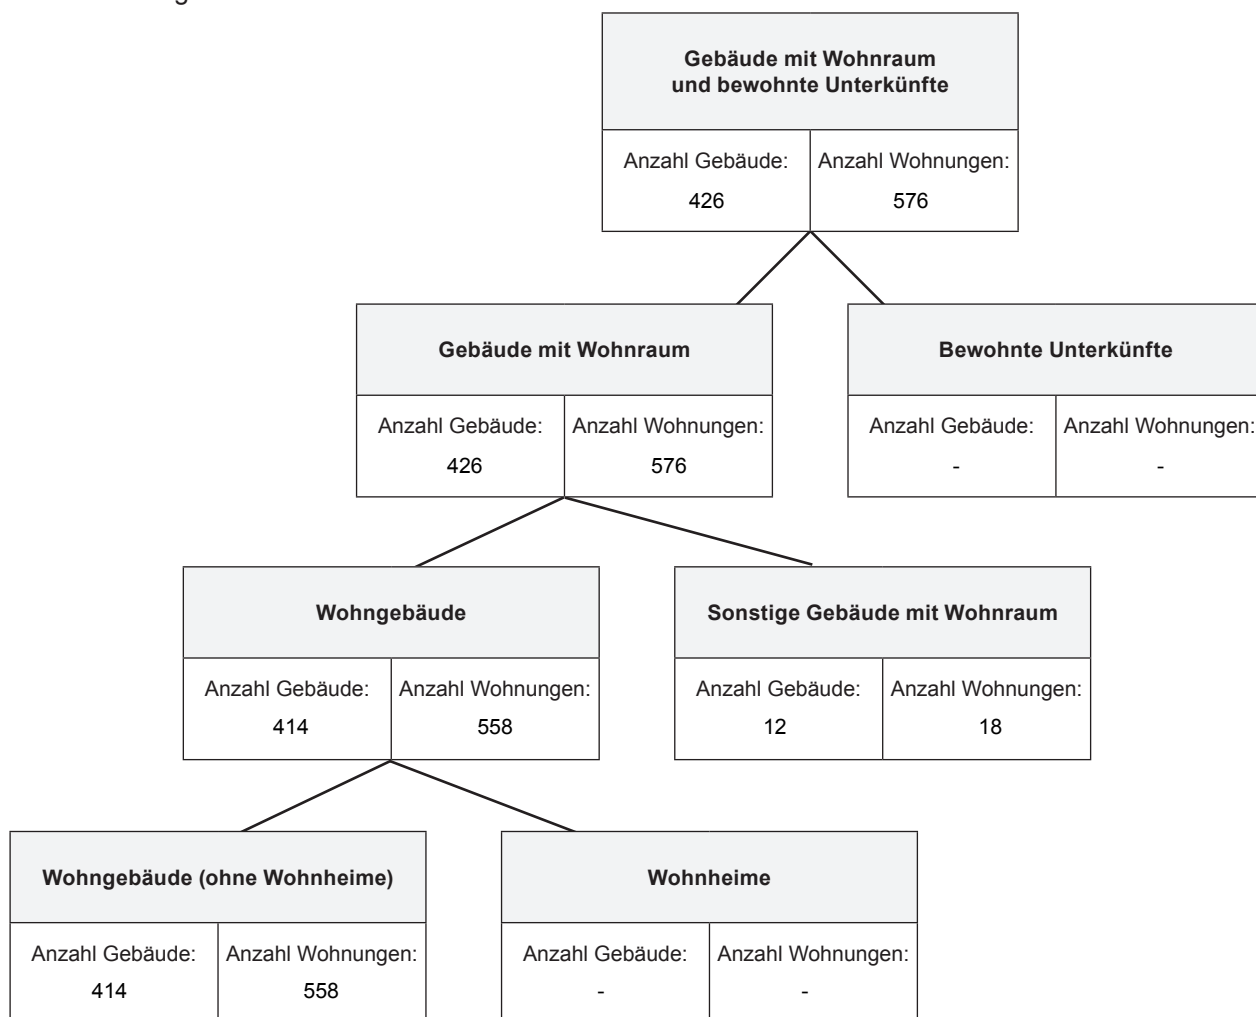 Gebäude mit Wohnraum
und bewohnte Unterkünfte
Anzahl Gebäude: Anzahl Wohnungen:
426 576
Gebäude mit Wohnraum
Anzahl Gebäude: Anzahl Wohnungen:
426 576
Bewohnte Unterkünfte
Anzahl Gebäude: Anzahl Wohnungen:
- -
Wohngebäude
Anzahl Gebäude: Anzahl Wohnungen:
414 558
Sonstige Gebäude mit Wohnraum
Anzahl Gebäude: Anzahl Wohnungen:
12 18
Wohngebäude (ohne Wohnheime)
Anzahl Gebäude: Anzahl Wohnungen:
414 558
Wohnheime
Anzahl Gebäude: Anzahl Wohnungen:
- -